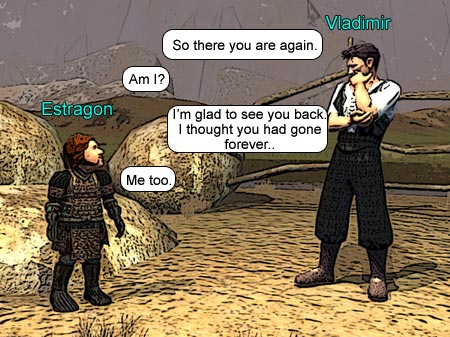 Vladimir
So there you are again.
Am I?
Estragon
I'm glad to see you back.
I thought you had gone
forever..
Me too.